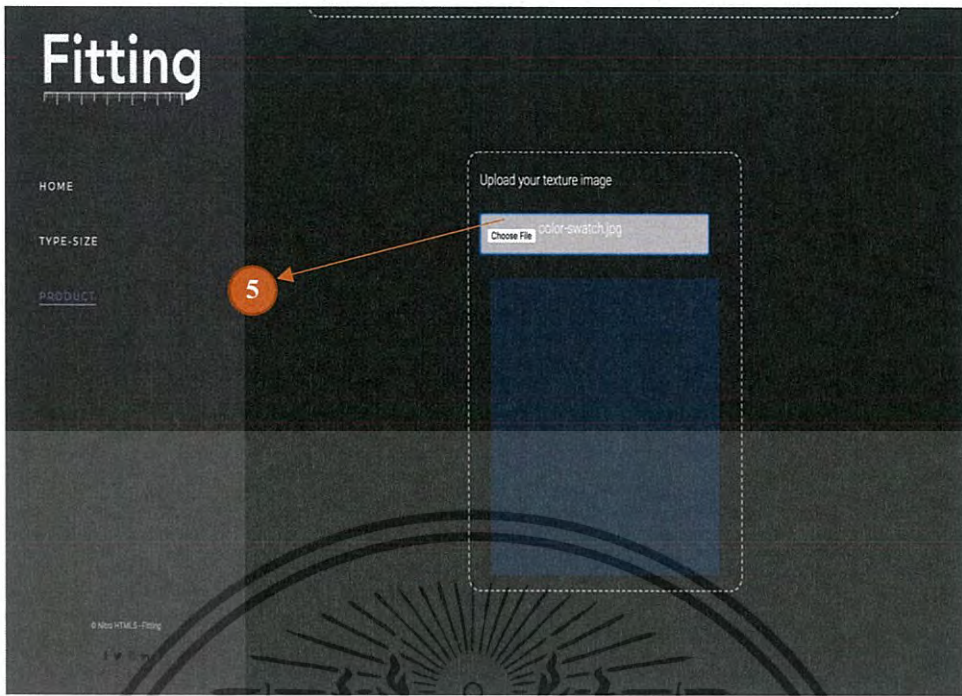 Fitting
HOME
TYPE-SIZE
PRODUCT
Upload your texture image
Choose File color-swatch.jpg
5
© Nitro HTML5 - Fitting